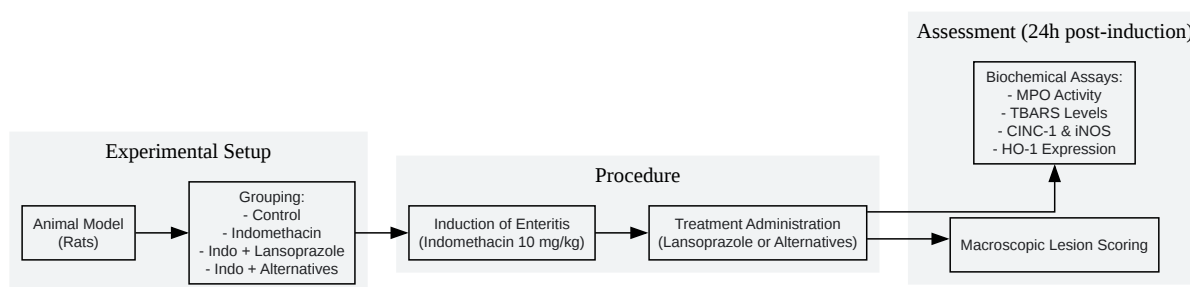 Experimental Setup
Animal Model
(Rats)
Grouping:
- Control
- Indomethacin
- Indo + Lansoprazole
- Indo + Alternatives
Procedure
Induction of Enteritis
(Indomethacin 10 mg/kg)
Treatment Administration
(Lansoprazole or Alternatives)
Assessment (24h post-induction)
Biochemical Assays:
- MPO Activity
- TBARS Levels
- CINC-1 & iNOS
- HO-1 Expression
Macroscopic Lesion Scoring